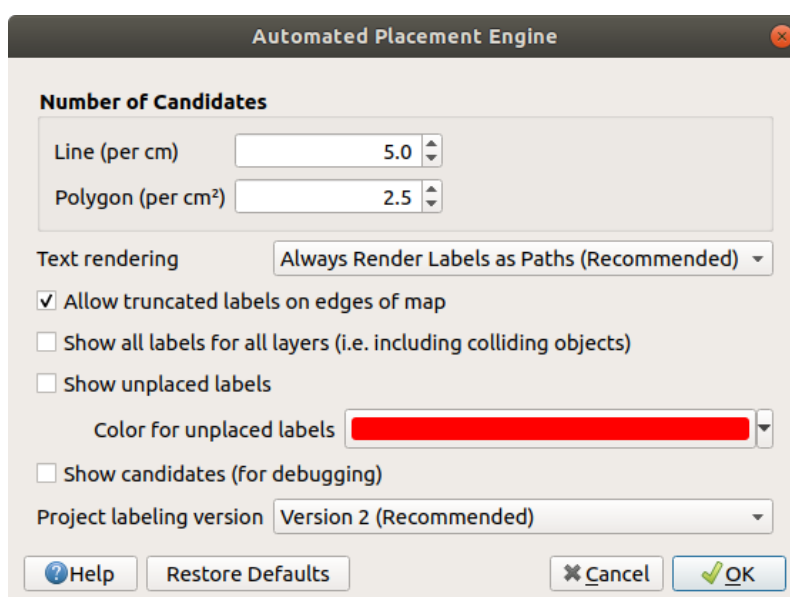 Automated Placement Engine
Number of Candidates
Line (per cm) 5.0
Polygon (per cm²) 2.5
Text rendering Always Render Labels as Paths (Recommended)
Allow truncated labels on edges of map
Show all labels for all layers (i.e. including colliding objects)
Show unplaced labels
Color for unplaced labels
Show candidates (for debugging)
Project labeling version Version 2 (Recommended)
Help Restore Defaults Cancel OK